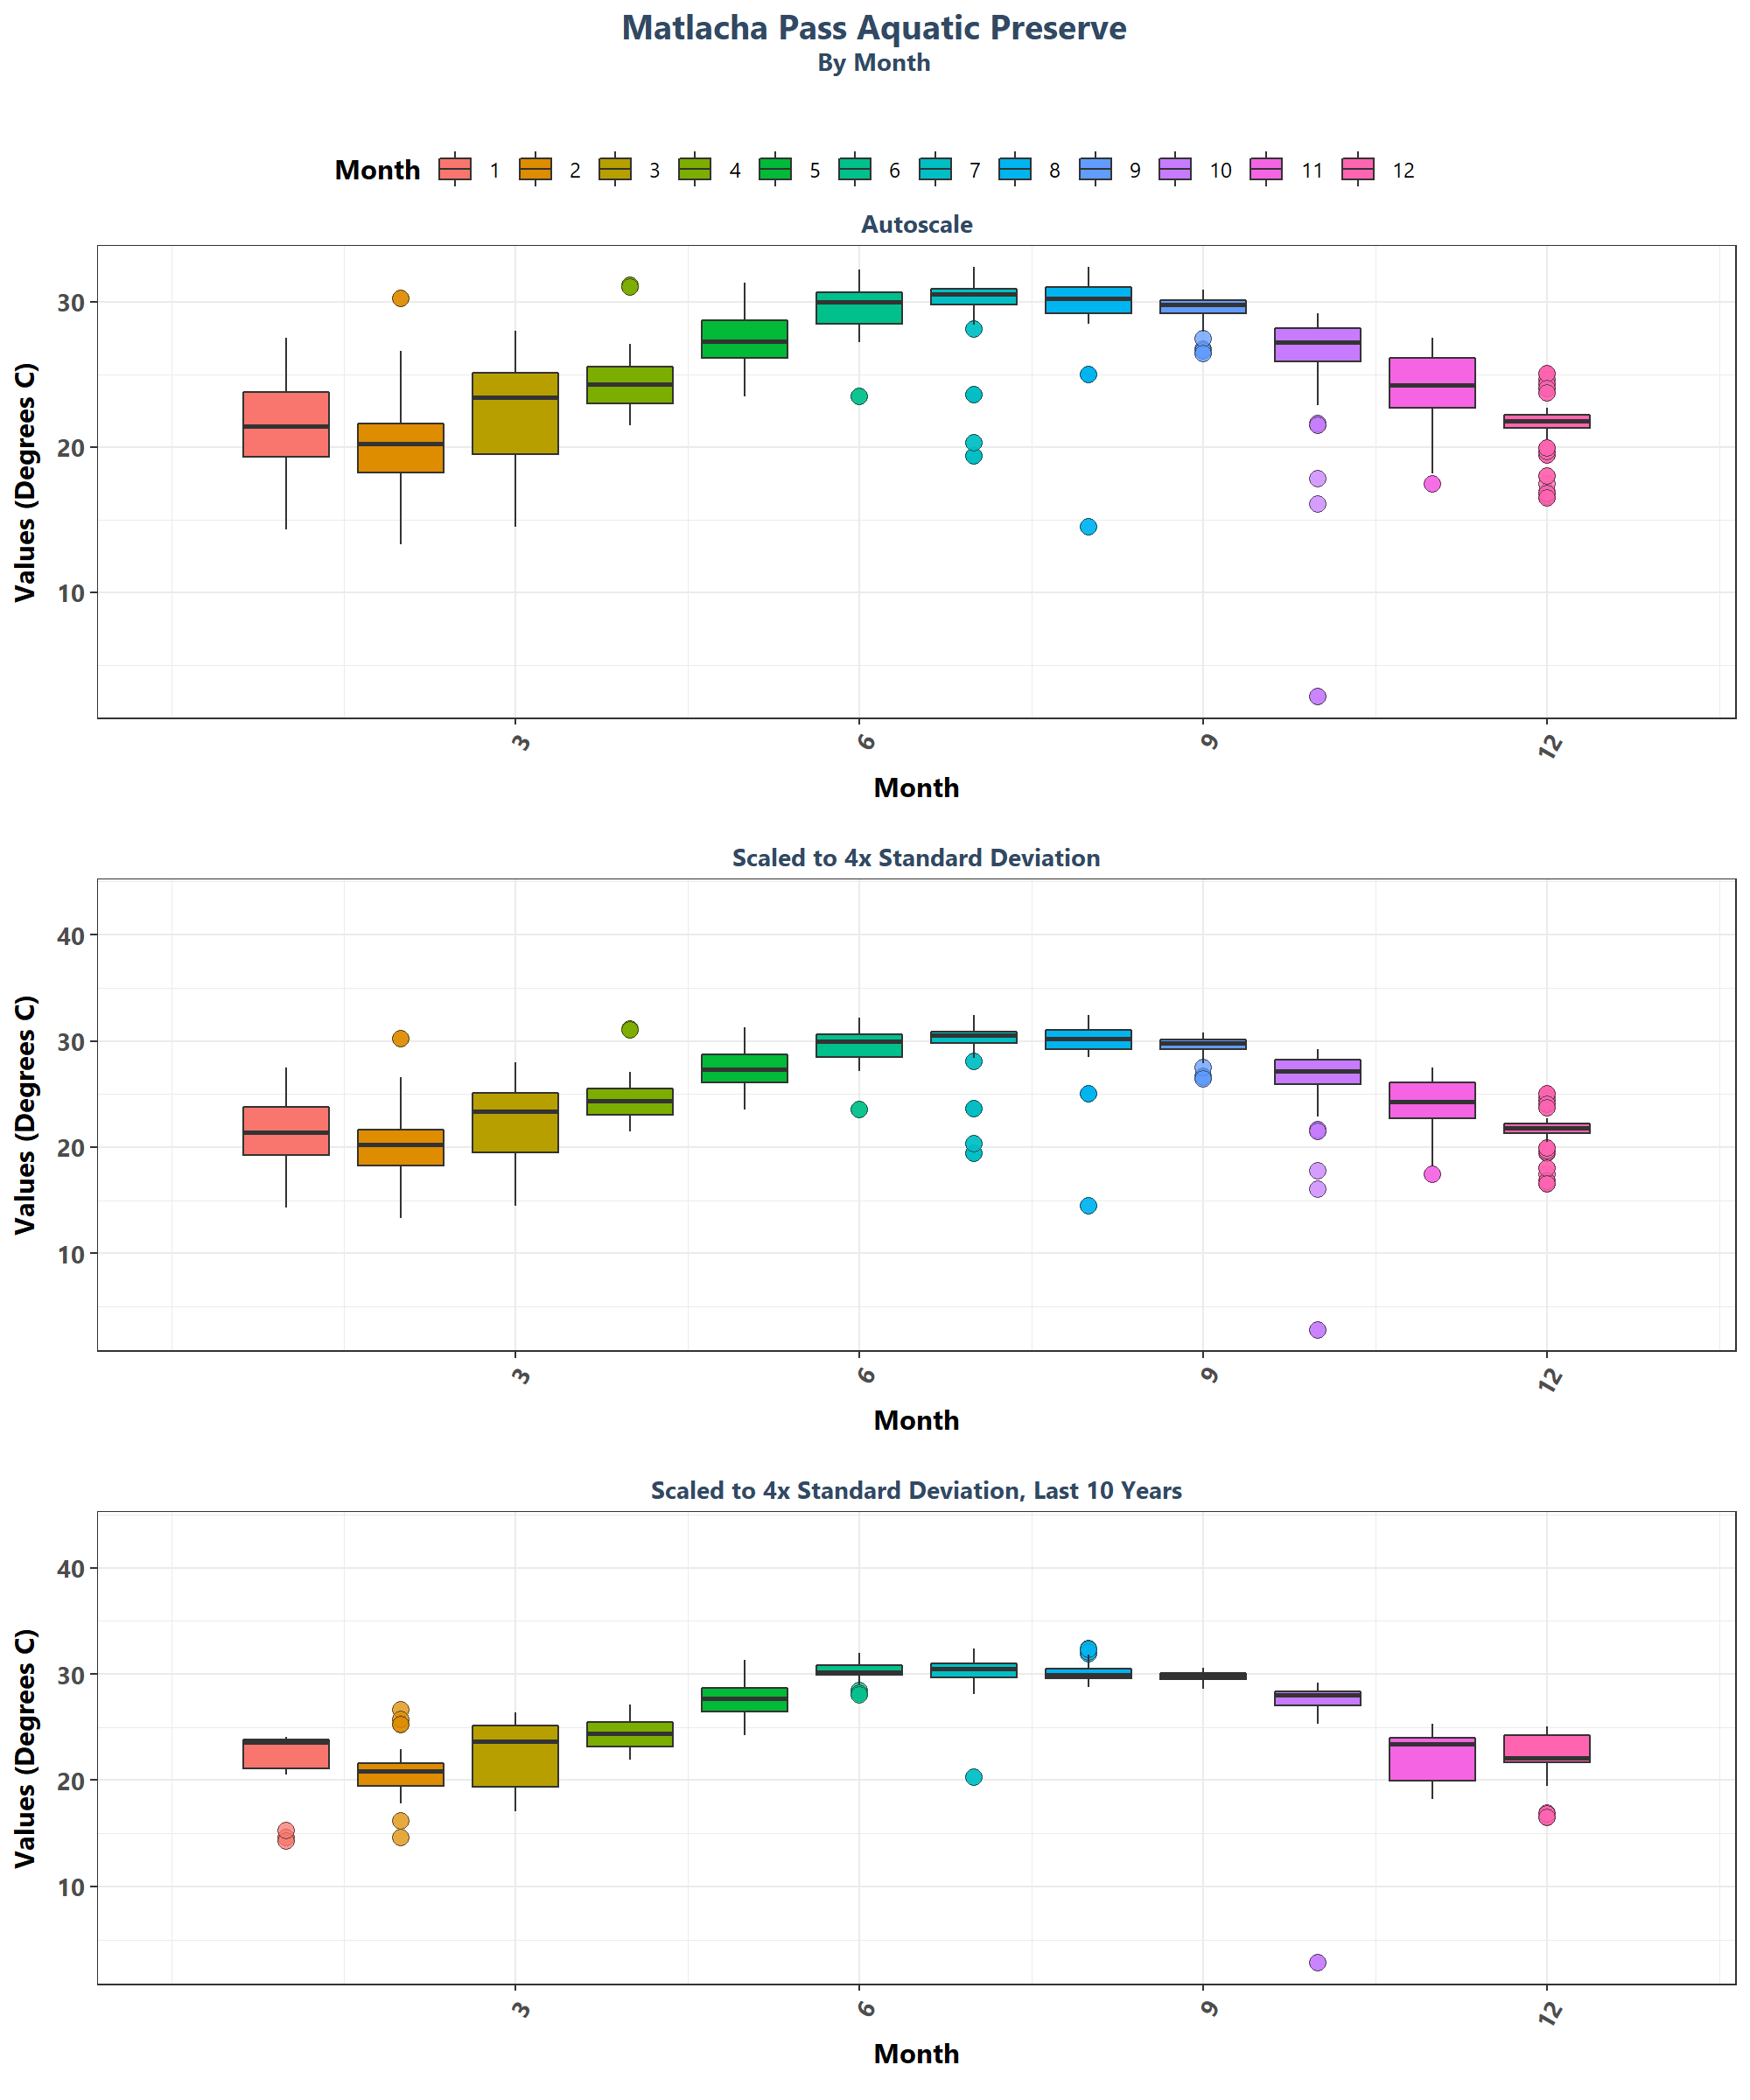 Matlacha Pass Aquatic Preserve
By Month
Month 1 2 3 4 5 6 7 8 9 10 11 12
Autoscale
Values (Degrees C)
30
20
10
3 6 9 12
Month
Scaled to 4x Standard Deviation
Values (Degrees C)
40
30
20
10
3 6 9 12
Month
Scaled to 4x Standard Deviation, Last 10 Years
Values (Degrees C)
40
30
20
10
3 6 9 12
Month